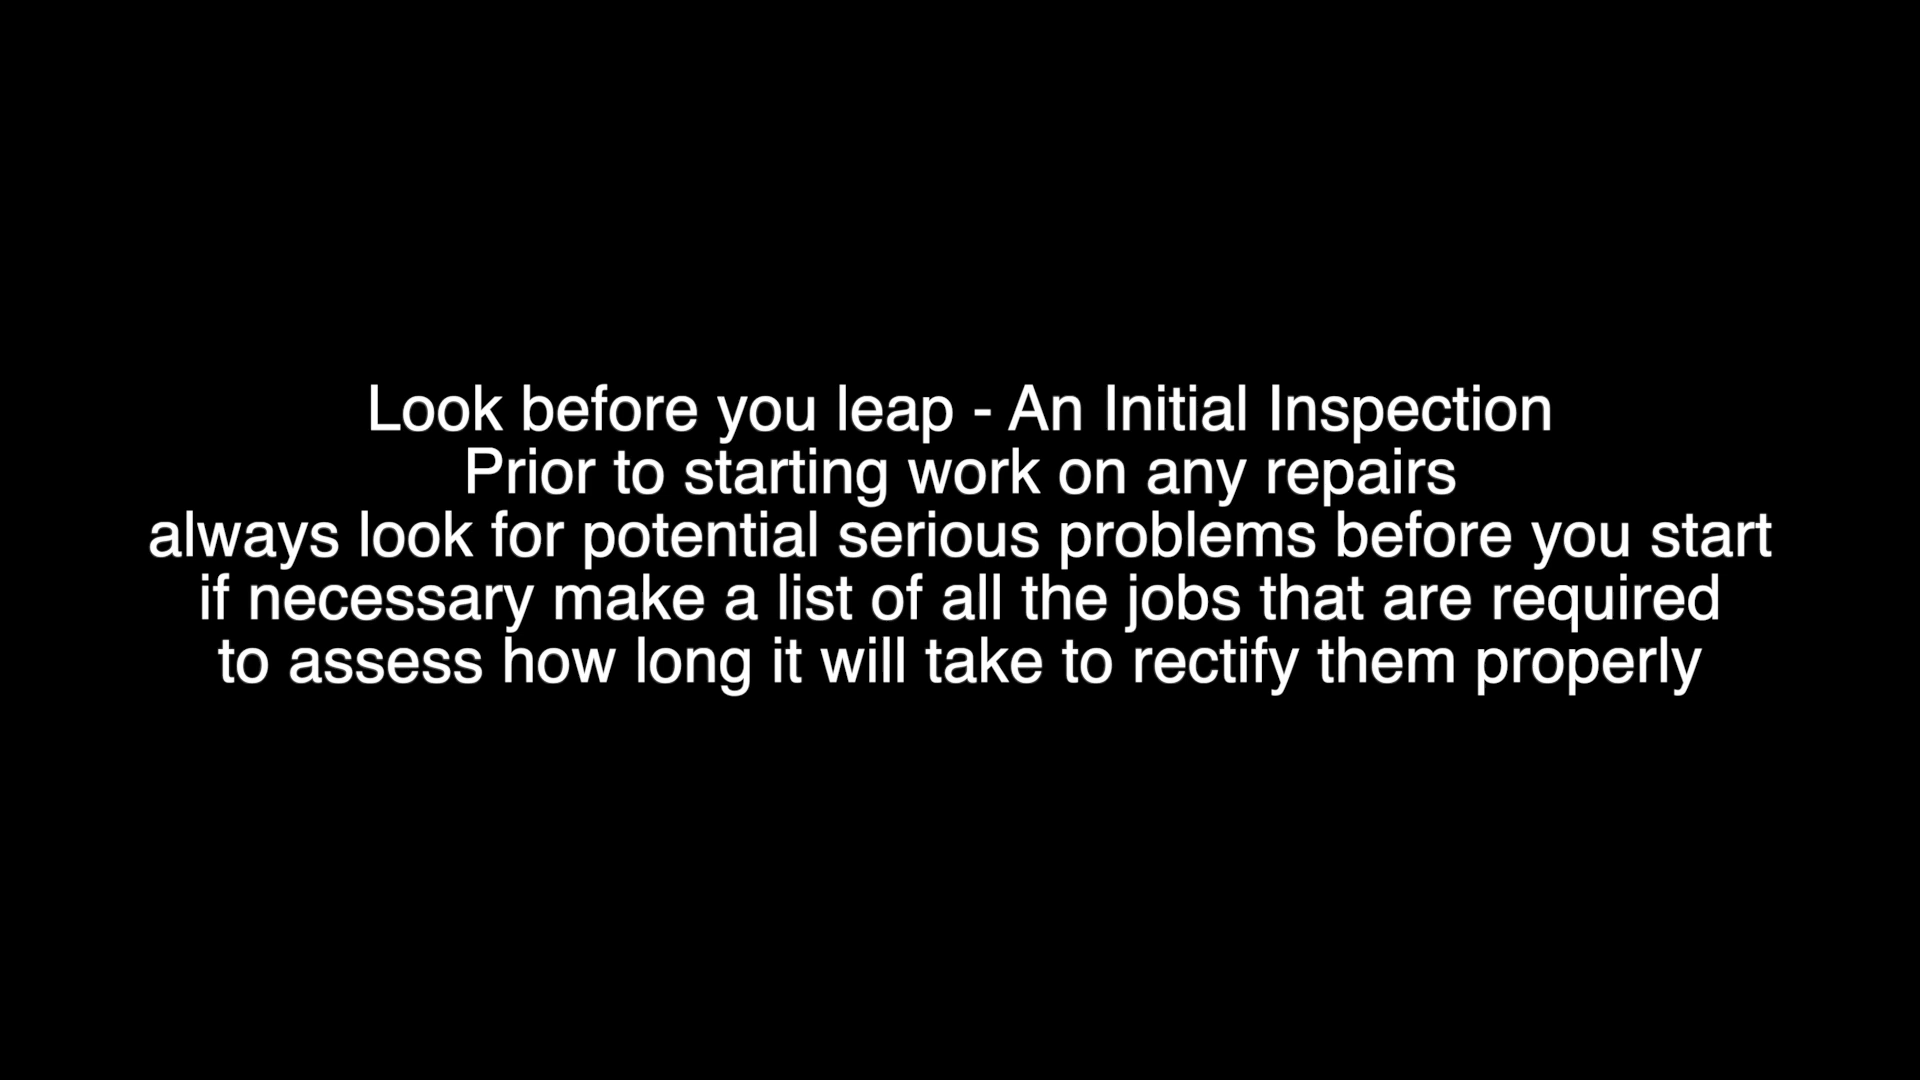 Look before you leap - An Initial Inspection
Prior to starting work on any repairs
always look for potential serious problems before you start
if necessary make a list of all the jobs that are required
to assess how long it will take to rectify them properly